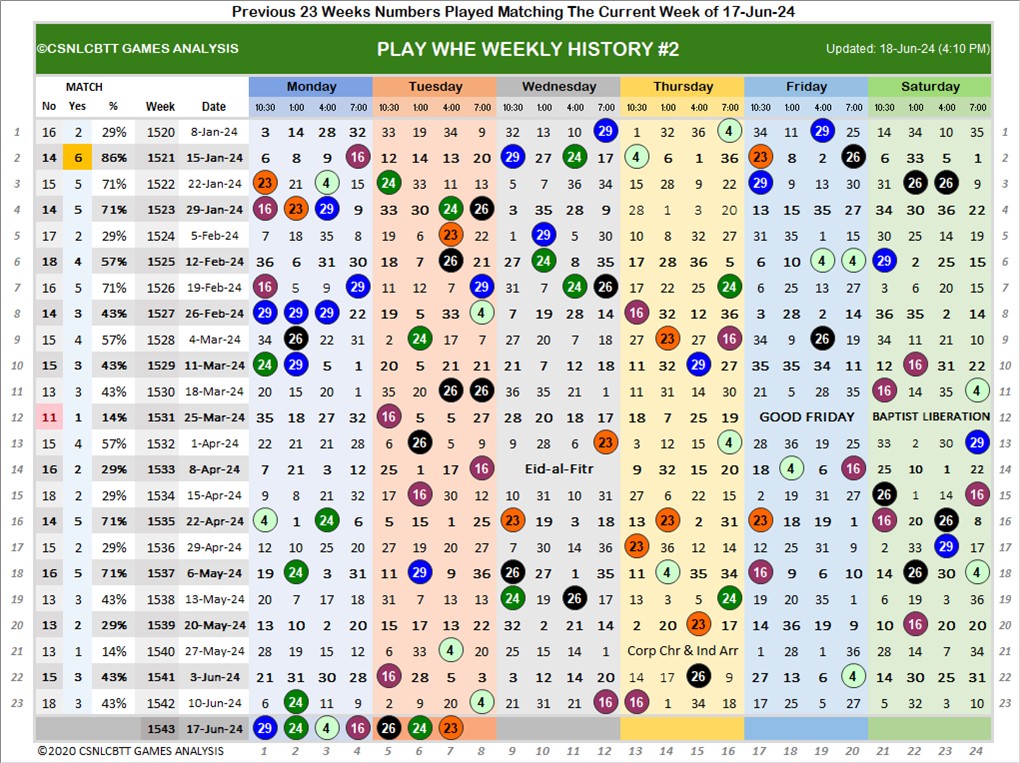 Previous 23 Weeks Numbers Played Matching The Current Week of 17-Jun-24
©CSNLCBTT GAMES ANALYSIS PLAY WHE WEEKLY HISTORY #2 Updated: 18-Jun-24 (4:10 PM)
MATCH Monday Tuesday Wednesday Thursday Friday Saturday
No Yes % Week Date 10:30 1:00 4:00 7:00 10:30 1:00 4:00 7:00 10:30 1:00 4:00 7:00 10:30 1:00 4:00 7:00 10:30 1:00 4:00 7:00 10:30 1:00 4:00 7:00
1 16 2 29% 1520 8-Jan-24 3 14 28 32 33 19 34 9 32 13 10 29 1 32 36 4 34 11 29 25 14 34 10 35 1
2 14 6 86% 1521 15-Jan-24 6 8 9 16 12 14 13 20 29 27 24 17 4 6 1 36 23 8 2 26 6 33 5 1 2
3 15 5 71% 1522 22-Jan-24 23 21 4 15 24 33 11 13 5 7 36 34 15 28 9 22 29 9 13 30 31 26 23 9 3
4 14 5 71% 1523 29-Jan-24 16 23 29 9 33 30 24 26 3 35 28 9 28 1 3 20 13 15 35 27 34 30 36 22 4
5 17 2 29% 1524 5-Feb-24 7 18 35 8 19 6 23 22 1 29 5 30 10 8 32 27 31 35 1 15 30 25 14 14 5
6 18 4 57% 1525 12-Feb-24 36 6 31 30 18 7 26 21 27 24 8 35 17 28 36 5 6 10 4 4 29 2 25 15 6
7 16 5 71% 1526 19-Feb-24 16 5 9 29 11 12 7 29 31 7 24 26 17 22 25 24 6 25 13 27 3 6 20 15 7
8 14 3 43% 1527 26-Feb-24 29 29 29 22 19 5 33 4 7 19 28 14 16 32 12 36 3 28 2 14 36 35 2 14 8
9 15 4 57% 1528 4-Mar-24 34 26 22 31 2 24 17 7 27 20 7 18 27 23 27 16 34 9 26 19 34 11 21 10 9
10 15 3 43% 1529 11-Mar-24 24 29 5 1 20 5 21 21 21 7 12 18 11 32 29 27 35 35 34 11 12 16 31 22 10
11 13 3 43% 1530 18-Mar-24 20 15 20 1 35 20 26 26 36 35 21 1 11 31 14 30 21 5 28 35 16 11 25 4 11
12 11 1 14% 1531 25-Mar-24 35 18 27 32 16 5 5 27 28 20 18 17 18 7 25 19 GOOD FRIDAY BAPTIST LIBERATION 12
13 15 4 57% 1532 1-Apr-24 22 21 21 28 6 26 5 9 9 28 6 23 3 12 15 4 28 36 19 25 33 2 30 29 13
14 16 2 29% 1533 8-Apr-24 7 21 3 12 25 1 17 16 Eid-al-Fitr 9 32 15 20 18 4 6 16 25 10 1 22 14
15 18 2 29% 1534 15-Apr-24 9 8 21 32 17 16 30 12 10 31 10 31 27 6 22 15 2 19 31 27 26 1 14 16 15
16 14 5 71% 1535 22-Apr-24 4 1 24 6 5 15 1 25 23 19 3 18 13 23 2 31 23 18 19 1 16 20 26 8 16
17 15 2 29% 1536 29-Apr-24 12 10 25 20 27 19 20 27 7 30 14 36 23 36 12 14 12 25 31 9 2 33 29 17 17
18 16 5 71% 1537 6-May-24 19 24 3 31 11 29 9 36 26 27 1 35 11 4 35 34 16 9 6 10 14 26 30 4 18
19 13 3 43% 1538 13-May-24 20 7 17 18 31 7 13 13 24 19 26 17 13 3 5 24 19 20 35 1 6 19 3 36 19
20 13 2 29% 1539 20-May-24 13 10 2 20 15 17 13 22 32 2 21 14 2 20 23 17 14 36 19 9 10 16 20 20 20
21 13 1 14% 1540 27-May-24 28 19 15 12 6 33 4 20 25 15 14 1 Corp Chr & Ind Arr 1 28 1 36 28 14 7 34 21
22 15 3 43% 1541 3-Jun-24 21 31 30 28 16 28 5 3 3 12 14 20 14 17 26 9 27 13 6 4 14 30 25 31 22
23 18 3 43% 1542 10-Jun-24 6 24 11 9 2 9 20 4 21 31 21 16 16 1 34 18 17 25 5 27 5 32 3 10 23
1543 17-Jun-24 29 24 4 16 26 24 23
©2020 CSNLCBTT GAMES ANALYSIS 1 2 3 4 5 6 7 8 9 10 11 12 13 14 15 16 17 18 19 20 21 22 23 24